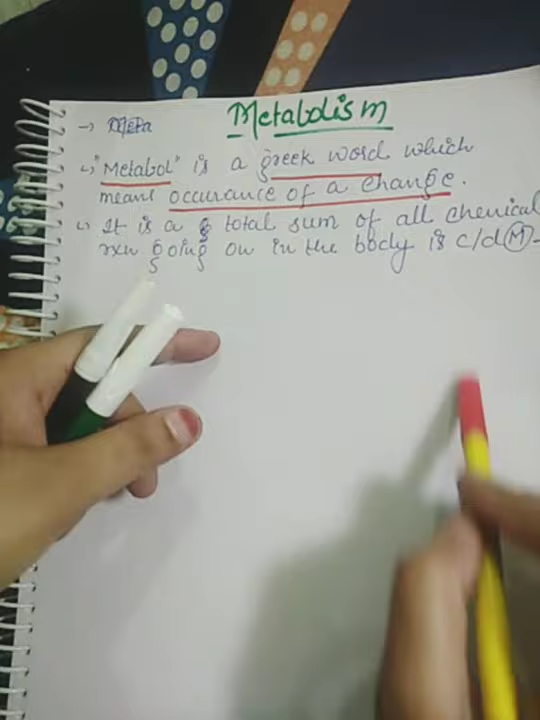 Metabolism
"Metabol" is a greek word which
means occurance of a change.
It is a total sum of all chemical
rxn going on in the body is c/d M